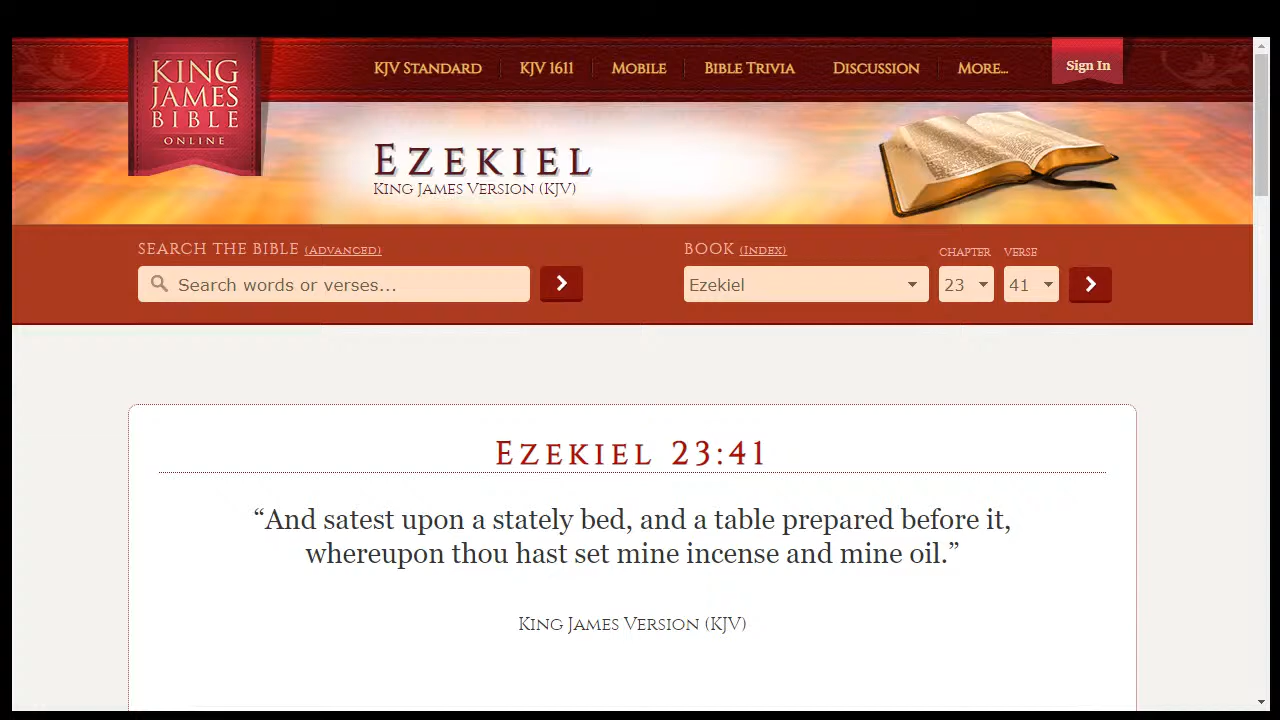 KING
JAMES
BIBLE
ONLINE
KJV STANDARD KJV 1611 MOBILE BIBLE TRIVIA DISCUSSION MORE... Sign In
EZEKIEL
KING JAMES VERSION (KJV)
SEARCH THE BIBLE (ADVANCED) BOOK (INDEX) CHAPTER VERSE
Search words or verses... Ezekiel 23 41
EZEKIEL 23:41
“And satest upon a stately bed, and a table prepared before it,
whereupon thou hast set mine incense and mine oil.”
KING JAMES VERSION (KJV)